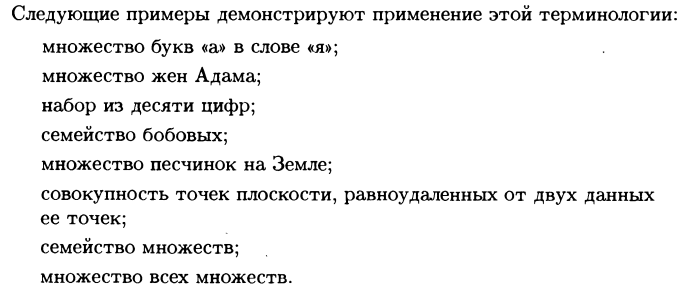 Следующие примеры демонстрируют применение этой терминологии:
множество букв «а» в слове «я»;
множество жен Адама;
набор из десяти цифр;
семейство бобовых;
множество песчинок на Земле;
совокупность точек плоскости, равноудаленных от двух данных
ее точек;
семейство множеств;
множество всех множеств.